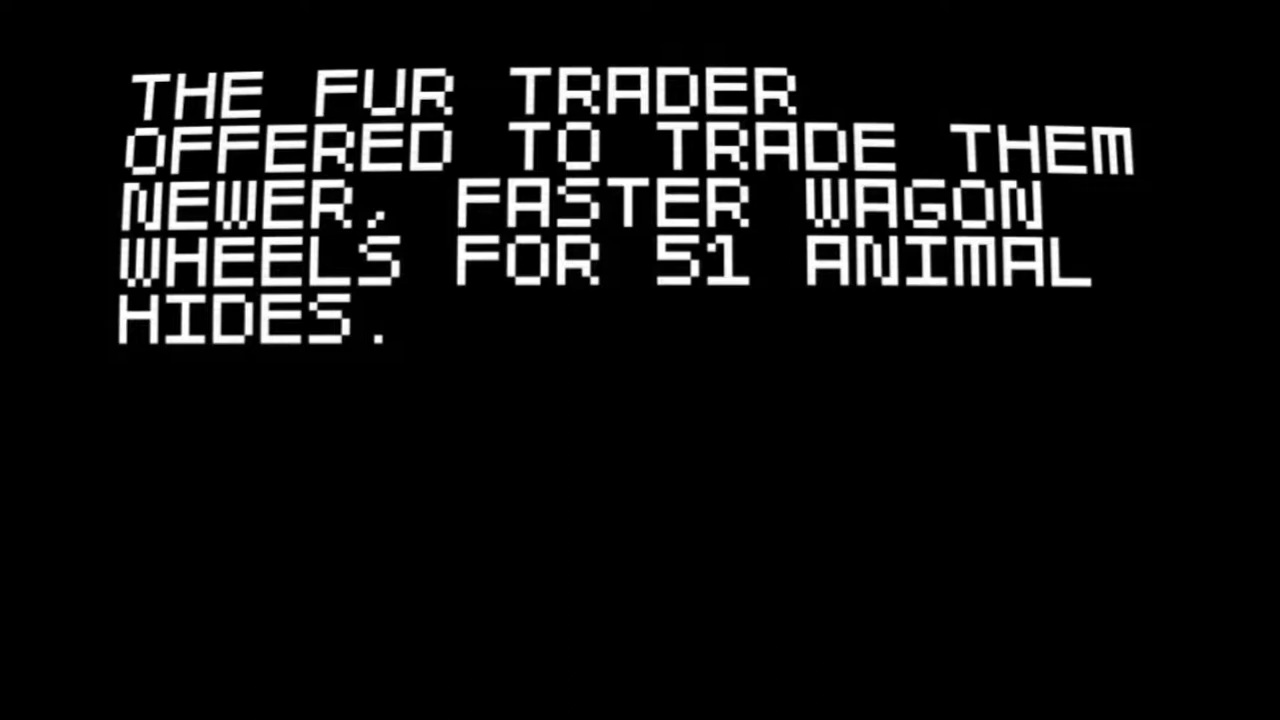 THE FUR TRADER
OFFERED TO TRADE THEM
NEWER, FASTER WAGON
WHEELS FOR 51 ANIMAL
HIDES.